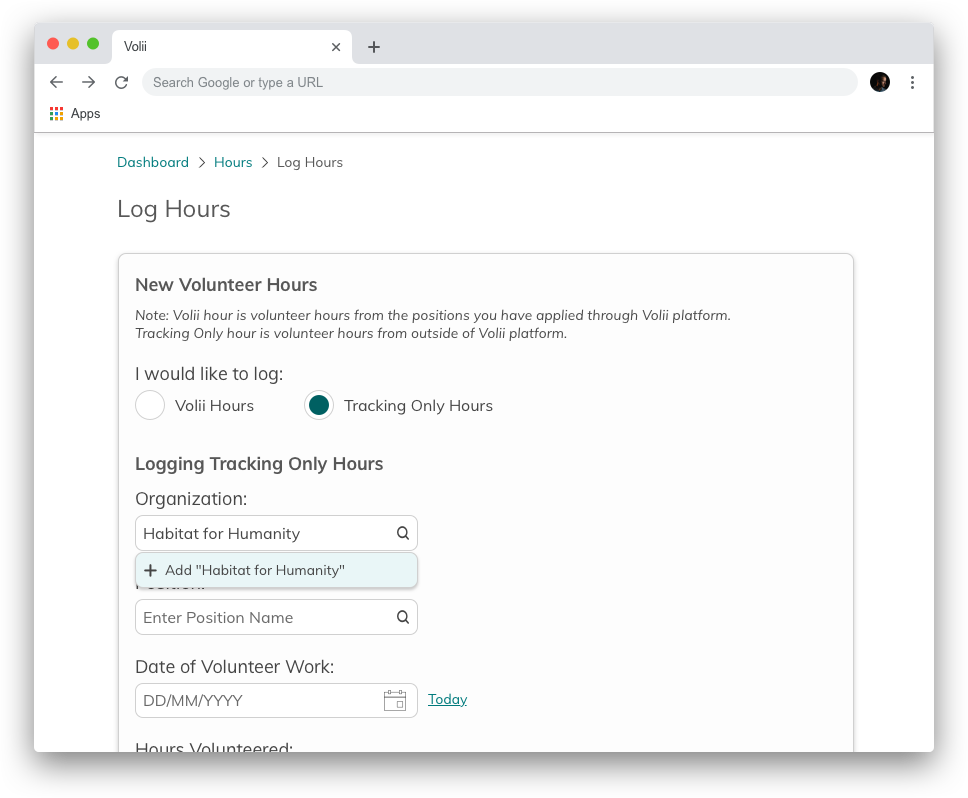 Volii
Search Google or type a URL
Apps
Dashboard > Hours > Log Hours
Log Hours
New Volunteer Hours
Note: Volii hour is volunteer hours from the positions you have applied through Volii platform.
Tracking Only hour is volunteer hours from outside of Volii platform.
I would like to log:
Volii Hours
Tracking Only Hours
Logging Tracking Only Hours
Organization:
Habitat for Humanity
Add "Habitat for Humanity"
Position:
Enter Position Name
Date of Volunteer Work:
DD/MM/YYYY
Today
Hours Volunteered: